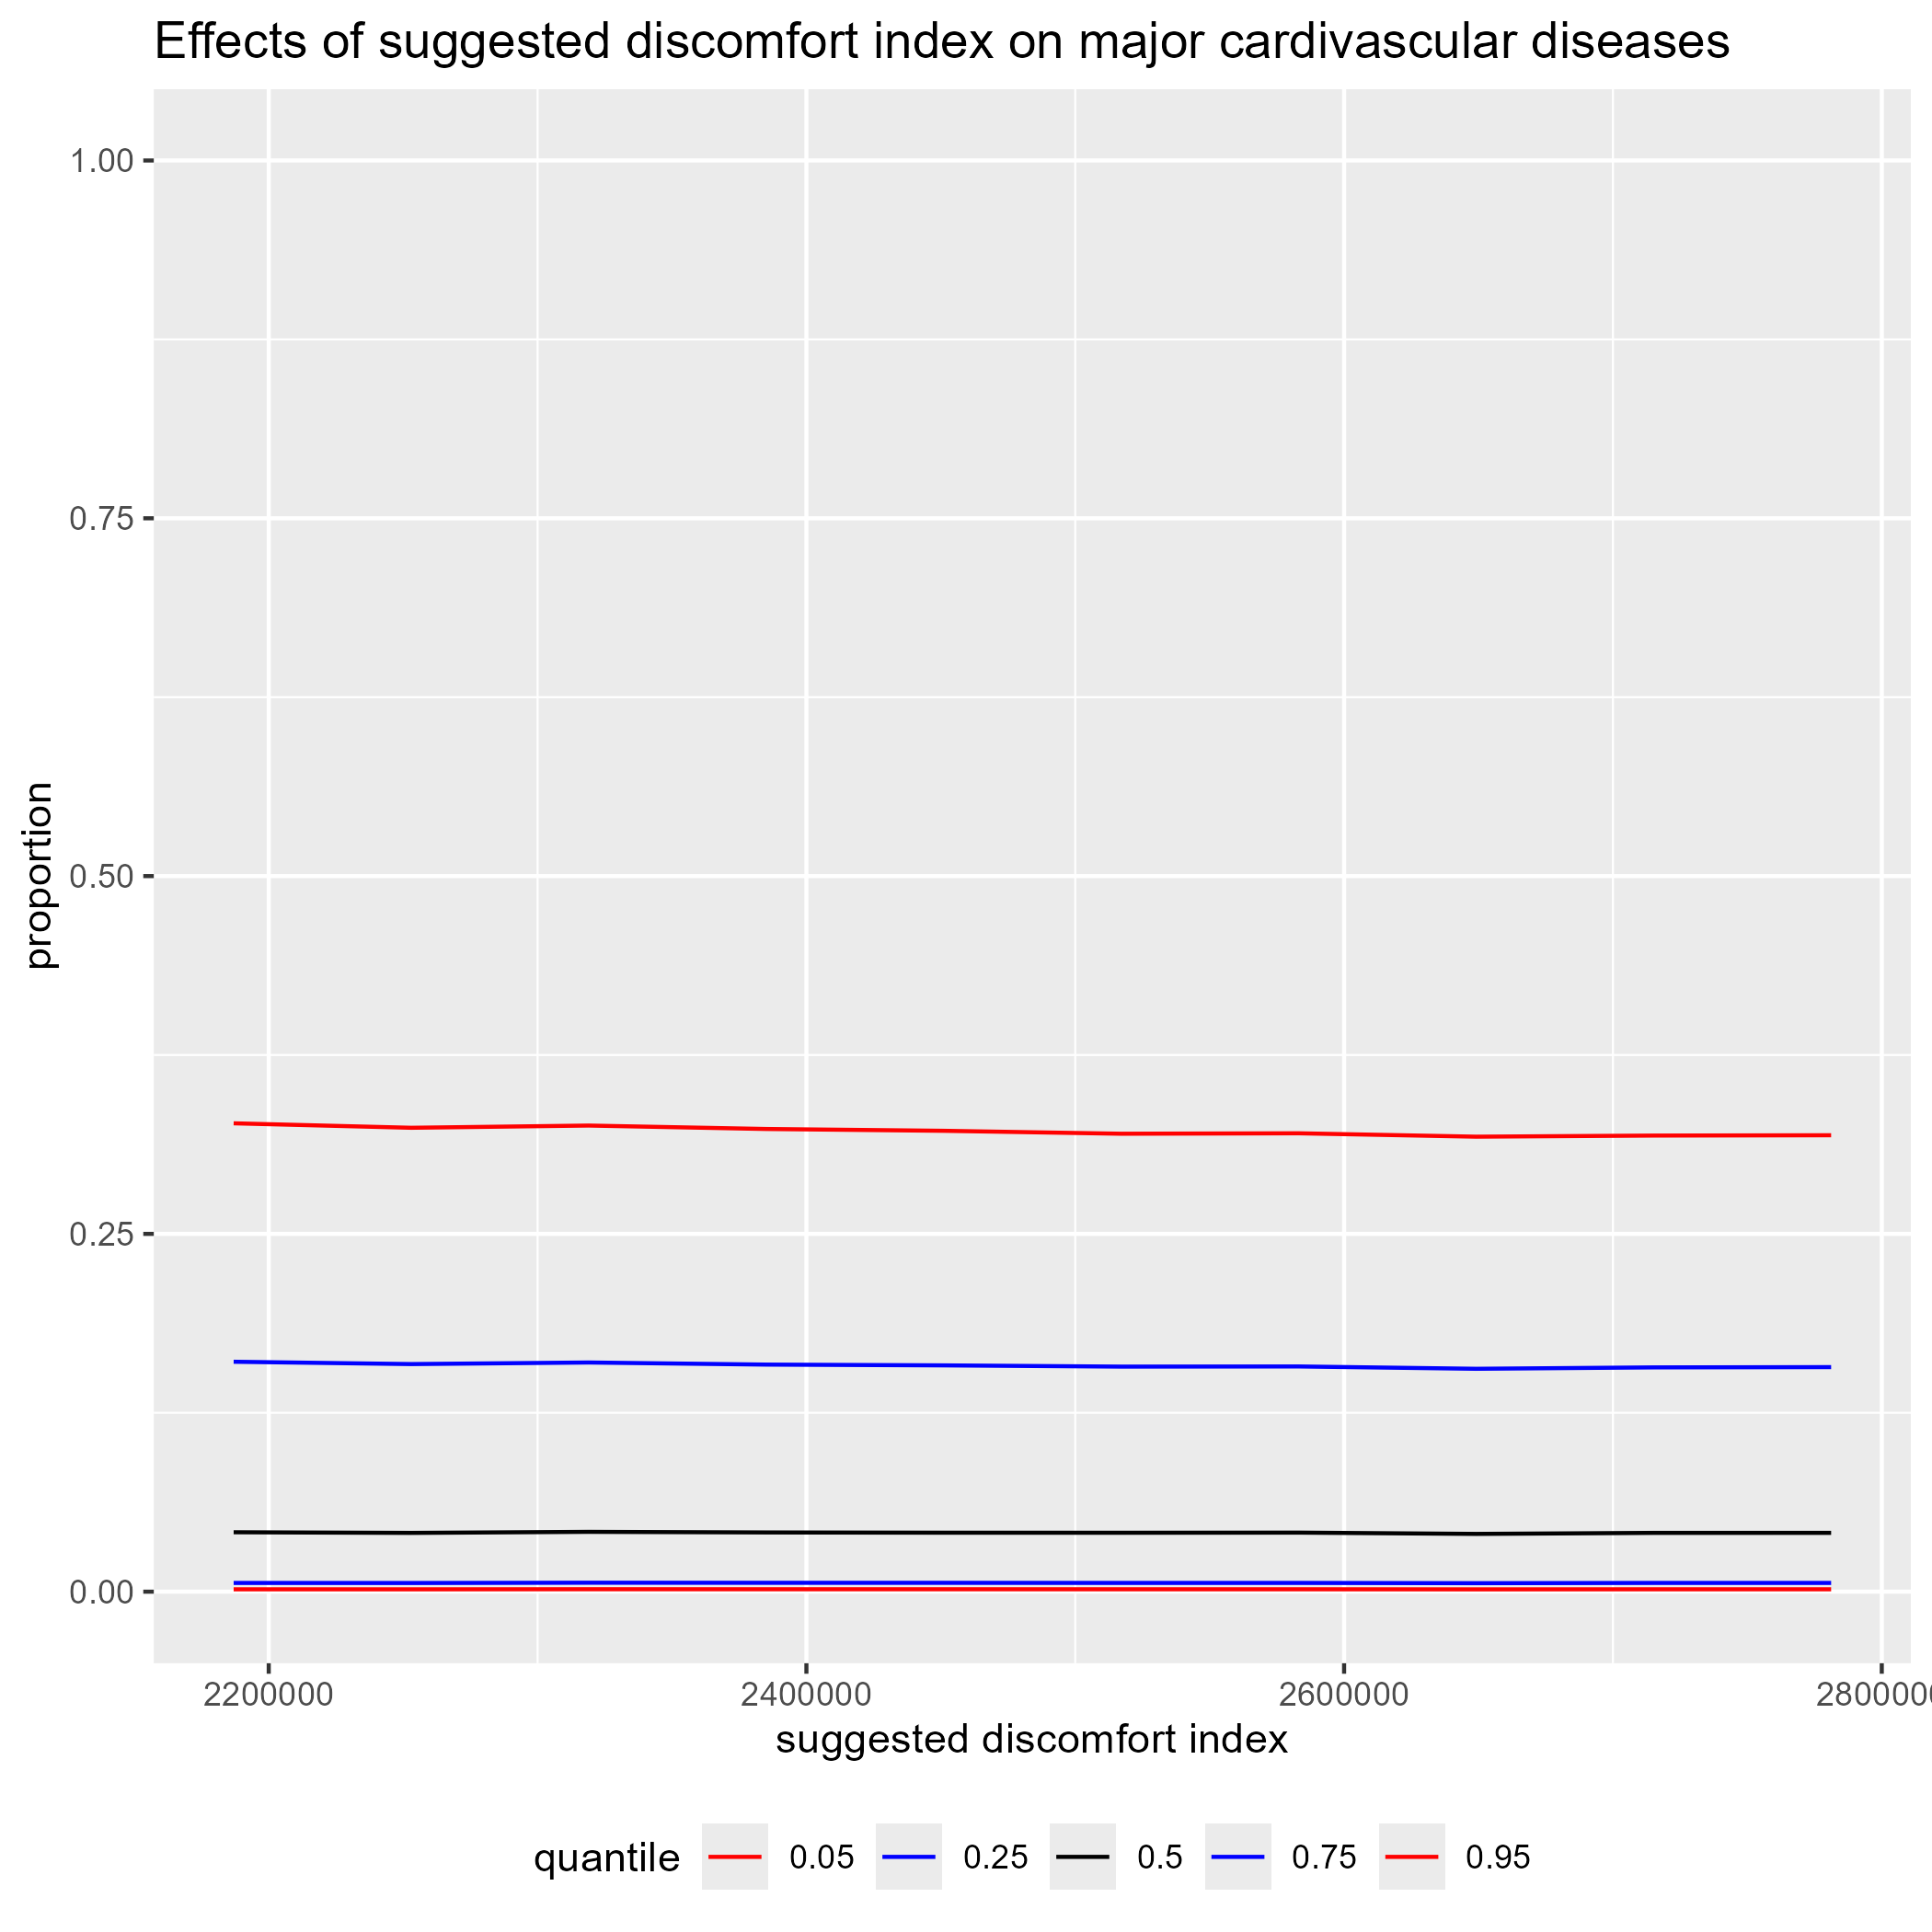 Effects of suggested discomfort index on major cardivascular diseases
1.00
0.75
0.50
0.25
0.00
proportion
2200000 2400000 2600000 280000
suggested discomfort index
quantile 0.05 0.25 0.5 0.75 0.95